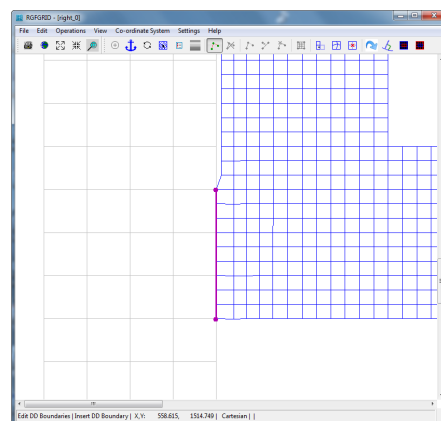 RGFGRID - [right_0]
File Edit Operations View Co-ordinate System Settings Help
Edit DD Boundaries | Insert DD Boundary | X,Y: 558.615, 1514.749 | Cartesian | |